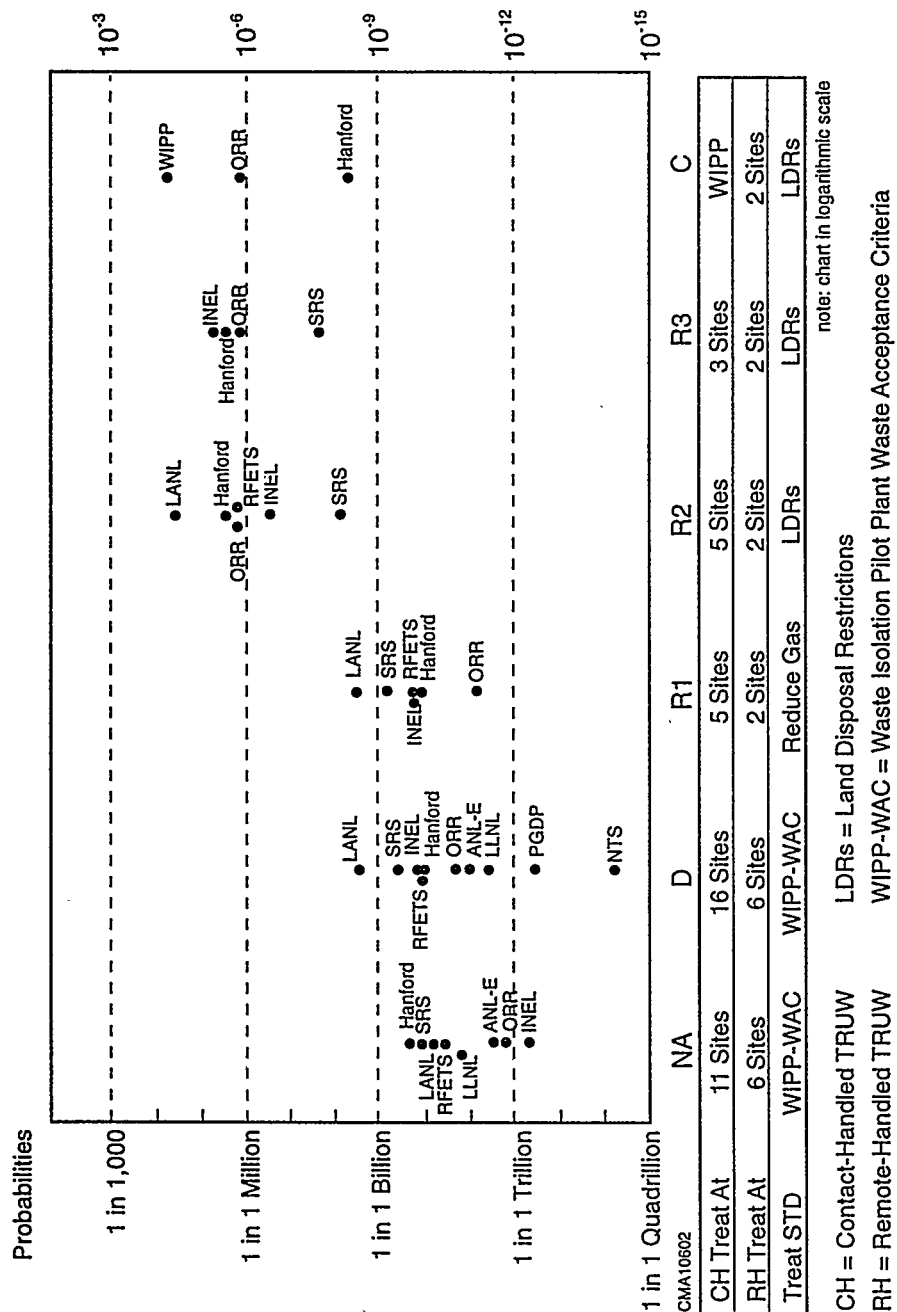 Probabilities
1 in 1,000
1 in 1 Million
1 in 1 Billion
1 in 1 Trillion
1 in 1 Quadrillion
10-3
10-6
10-9
10-12
10-15
Hanford
SRS
LANL
RFETS
LLNL
ANL-E
ORR
INEL
LANL
SRS
INEL
Hanford
RFETS
ORR
ANL-E
LLNL
PGDP
NTS
LANL
SRS
RFETS
Hanford
INEL
ORR
LANL
Hanford
ORR
RFETS
INEL
SRS
INEL
Hanford
ORR
SRS
WIPP
ORR
Hanford
CMA10602 NA D R1 R2 R3 C
CH Treat At 11 Sites 16 Sites 5 Sites 5 Sites 3 Sites WIPP
RH Treat At 6 Sites 6 Sites 2 Sites 2 Sites 2 Sites 2 Sites
Treat STD WIPP-WAC WIPP-WAC Reduce Gas LDRs LDRs LDRs
note: chart in logarithmic scale
CH = Contact-Handled TRUW LDRs = Land Disposal Restrictions
RH = Remote-Handled TRUW WIPP-WAC = Waste Isolation Pilot Plant Waste Acceptance Criteria